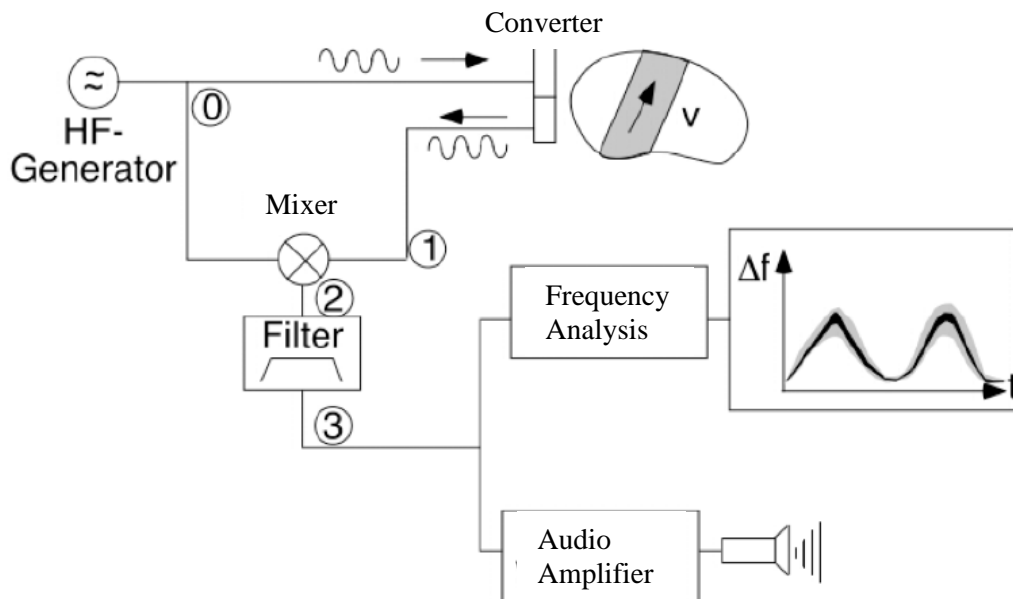 Converter
≈
HF-
Generator
0
v
Mixer
1
2
Filter
3
Frequency
Analysis
Δf
t
Audio
Amplifier